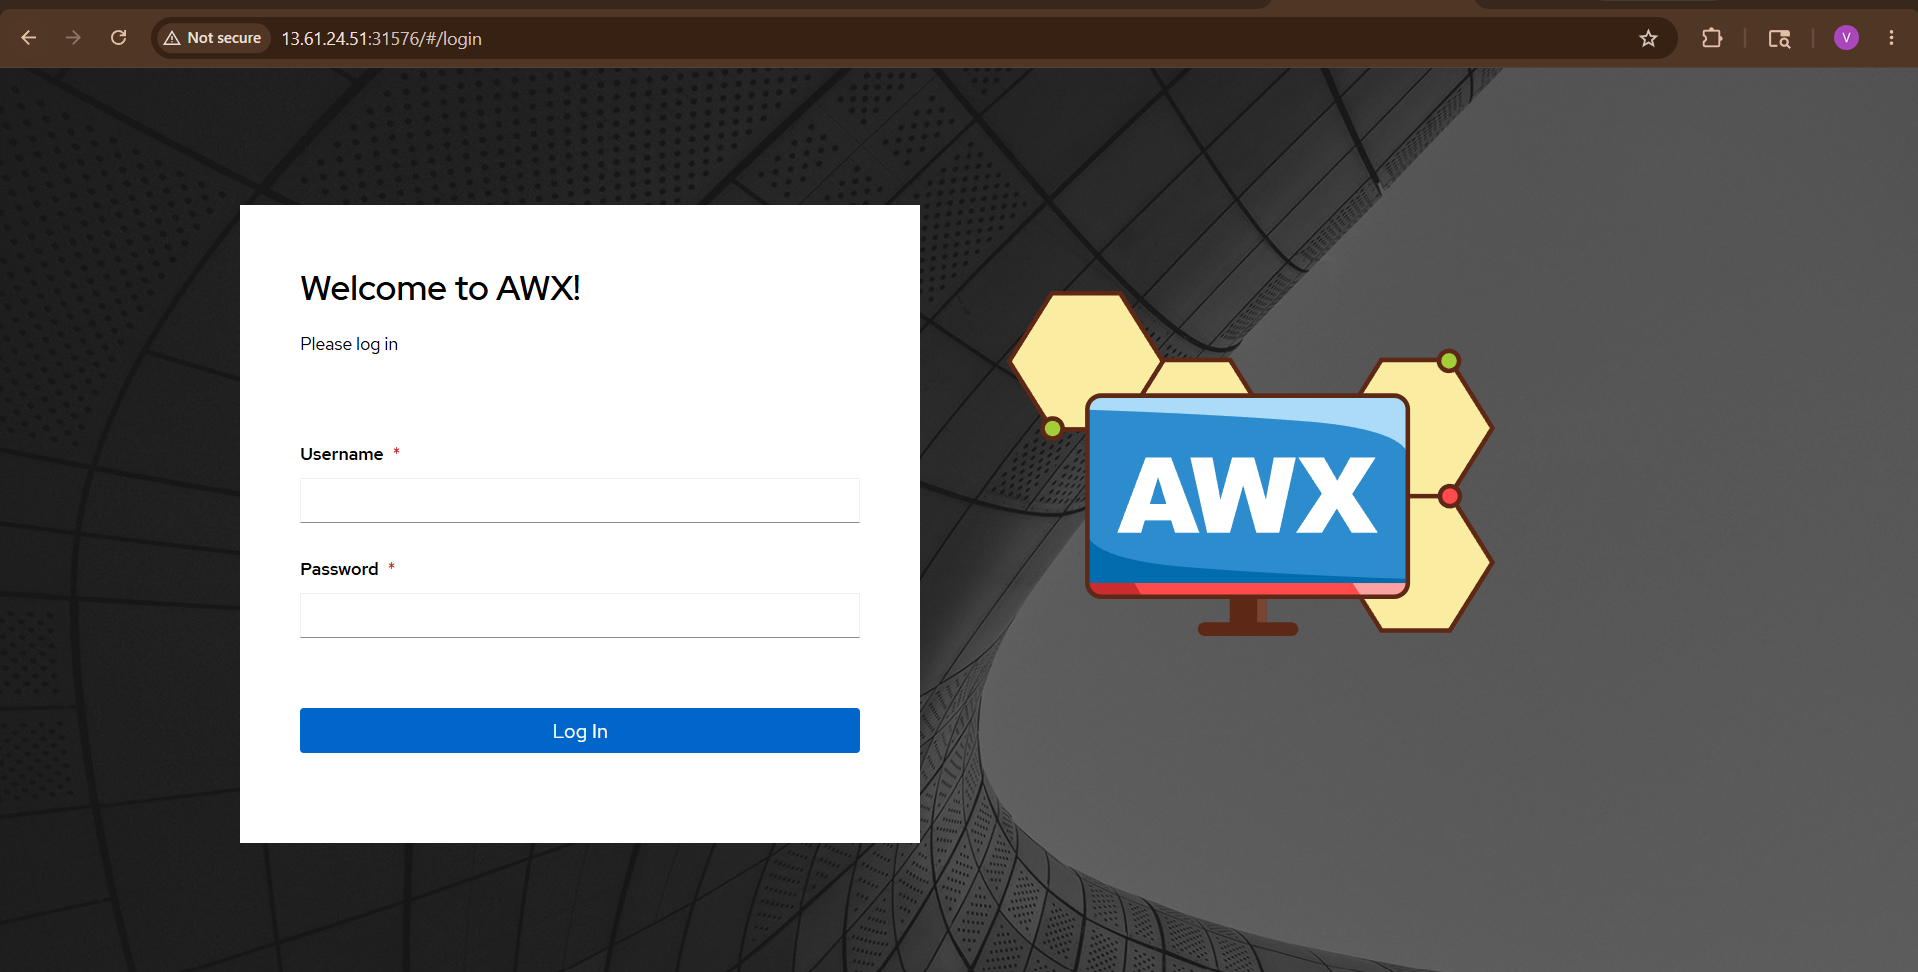 Not secure 13.61.24.51:31576/#/login
V
Welcome to AWX!
Please log in
Username *
Password *
Log In
AWX